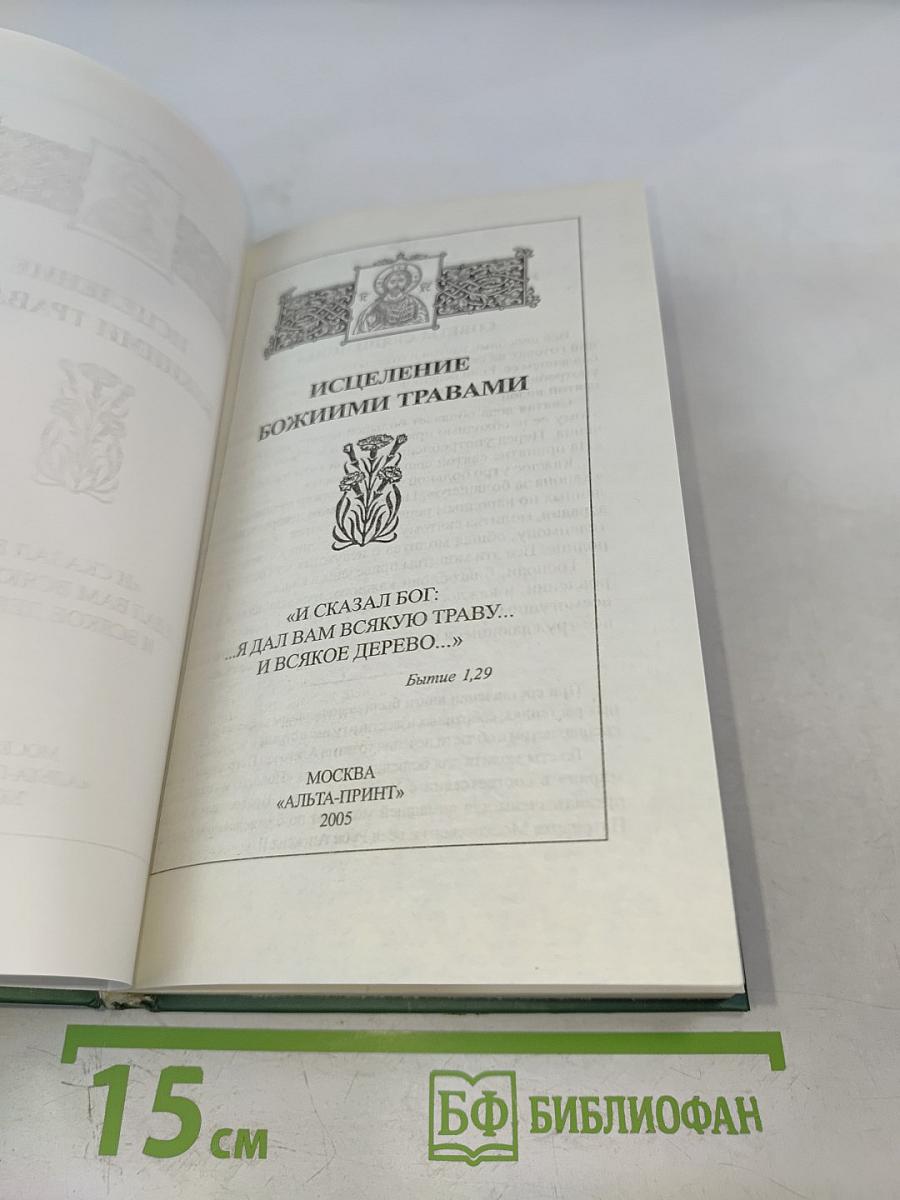 ИСЦЕЛЕНИЕ
БОЖИИМИ ТРАВАМИ
«И СКАЗАЛ БОГ:
...Я ДАЛ ВАМ ВСЯКУЮ ТРАВУ...
И ВСЯКОЕ ДЕРЕВО...»
Бытие 1,29
МОСКВА
«АЛЬТА-ПРИНТ»
2005
15 см
БФ БИБЛИОФАН